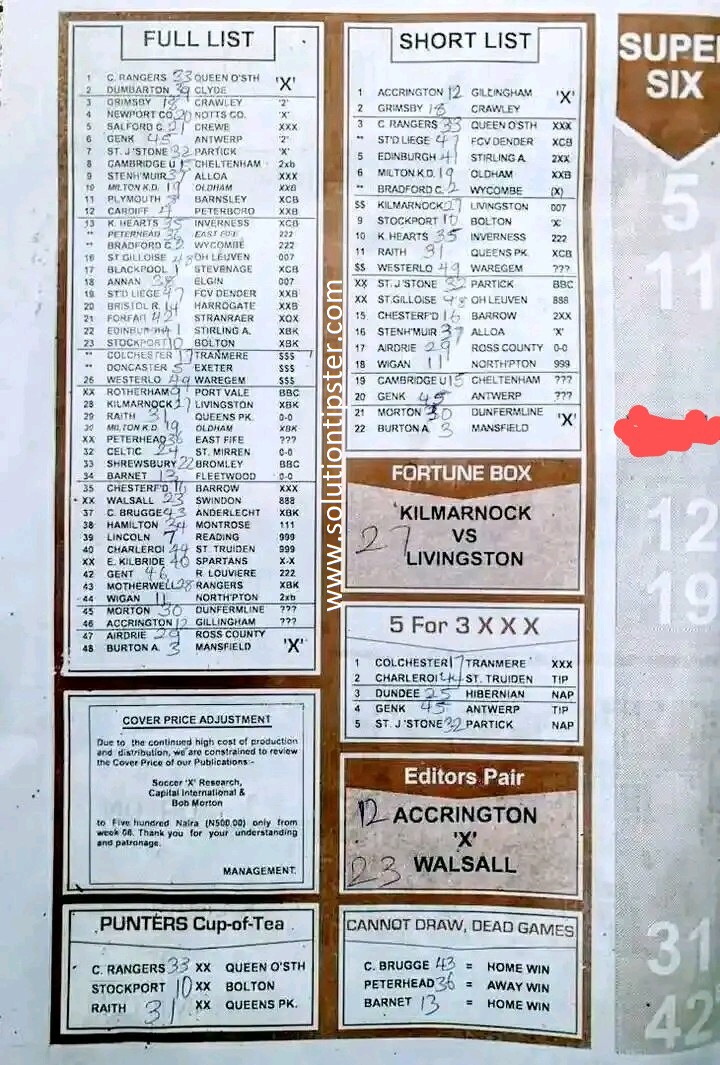 FULL LIST
1 C. RANGERS 33 QUEEN O'STH 'X'
2 DUMBARTON 39 CLYDE
3 GRIMSBY 18 CRAWLEY '2'
4 NEWPORT CO 20 NOTTS CO. 'X'
5 SALFORD C. 21 CREWE XXX
6 GENK 45 ANTWERP '2'
7 ST. J'STONE 32 PARTICK 'X'
8 CAMBRIDGE U 15 CHELTENHAM 2xb
9 STENH'MUIR 37 ALLOA XXX
10 MILTON K.D. 19 OLDHAM XXB
11 PLYMOUTH 8 BARNSLEY XCB
12 CARDIFF 4 PETERBORO XXB
13 K. HEARTS 35 INVERNESS XCB
** PETERHEAD 36 EAST FIFE 222
** BRADFORD C. 2 WYCOMBE 222
16 ST GILLOISE 48 OH LEUVEN 007
17 BLACKPOOL 1 STEVENAGE XCB
18 ANNAN 38 ELGIN 007
19 ST'D LIEGE 47 FCV DENDER XXB
20 BRISTOL R. 14 HARROGATE XXB
21 FORFAR 42 STRANRAER XOX
22 EDINBURGH 41 STIRLING A. XBK
23 STOCKPORT 10 BOLTON XBK
** COLCHESTER 17 TRANMERE SSS
** DONCASTER 5 EXETER SSS
26 WESTERLO 49 WAREGEM SSS
XX ROTHERHAM 9 PORT VALE BBC
28 KILMARNOCK 27 LIVINGSTON XBK
29 RAITH 31 QUEENS PK. 0-0
30 MILTON K.D. 19 OLDHAM XBK
XX PETERHEAD 36 EAST FIFE ???
32 CELTIC 24 ST. MIRREN 0-0
33 SHREWSBURY 22 BROMLEY BBC
34 BARNET 13 FLEETWOOD 0-0
35 CHESTERF'D 16 BARROW XXX
XX WALSALL 23 SWINDON 888
37 C. BRUGGE 43 ANDERLECHT XBK
38 HAMILTON 34 MONTROSE 111
39 LINCOLN 7 READING 999
40 CHARLEROI 44 ST. TRUIDEN 999
XX E. KILBRIDE 40 SPARTANS X-X
42 GENT 46 R. LOUVIERE 222
43 MOTHERWELL 28 RANGERS XBK
44 WIGAN 11 NORTH'PTON 2xb
45 MORTON 30 DUNFERMLINE ???
46 ACCRINGTON 12 GILLINGHAM ???
47 AIRDRIE 29 ROSS COUNTY 'X'
48 BURTON A. 3 MANSFIELD
COVER PRICE ADJUSTMENT
Due to the continued high cost of production
and distribution, we are constrained to review
the Cover Price of our Publications:-
Soccer 'X' Research,
Capital International &
Bob Morton
to Five hundred Naira (N500.00) only from
week 08. Thank you for your understanding
and patronage.
MANAGEMENT.
PUNTERS Cup-of-Tea
C. RANGERS 33 XX QUEEN O'STH
STOCKPORT 10 XX BOLTON
RAITH 31 XX QUEENS PK.
www.solutiontipster.com
SHORT LIST
1 ACCRINGTON 12 GILLINGHAM 'X'
2 GRIMSBY 18 CRAWLEY
3 C. RANGERS 33 QUEEN O'STH XXX
** ST'D LIEGE 47 FCV DENDER XCB
5 EDINBURGH 41 STIRLING A. 2XX
6 MILTON K.D. 19 OLDHAM XXB
** BRADFORD C. 2 WYCOMBE (X)
SS KILMARNOCK 27 LIVINGSTON 007
9 STOCKPORT 10 BOLTON 'X'
10 K. HEARTS 35 INVERNESS 222
11 RAITH 31 QUEENS PK. XCB
SS WESTERLO 49 WAREGEM ???
XX ST. J'STONE 32 PARTICK BBC
XX ST.GILLOISE 48 OH LEUVEN 888
15 CHESTERF'D 16 BARROW 2XX
16 STENH'MUIR 37 ALLOA 'X'
17 AIRDRIE 29 ROSS COUNTY 0-0
18 WIGAN 11 NORTH'PTON 999
19 CAMBRIDGE U 15 CHELTENHAM ???
20 GENK 45 ANTWERP ???
21 MORTON 30 DUNFERMLINE 'X'
22 BURTON A. 3 MANSFIELD
FORTUNE BOX
KILMARNOCK
27 VS
LIVINGSTON
5 For 3 X X X
1 COLCHESTER 17 TRANMERE XXX
2 CHARLEROI 44 ST. TRUIDEN TIP
3 DUNDEE 25 HIBERNIAN NAP
4 GENK 45 ANTWERP TIP
5 ST. J'STONE 32 PARTICK NAP
Editors Pair
12 ACCRINGTON
'X'
23 WALSALL
CANNOT DRAW, DEAD GAMES
C. BRUGGE 43 = HOME WIN
PETERHEAD 36 = AWAY WIN
BARNET 13 = HOME WIN
SUPER
SIX
5
11
12
19
31
42